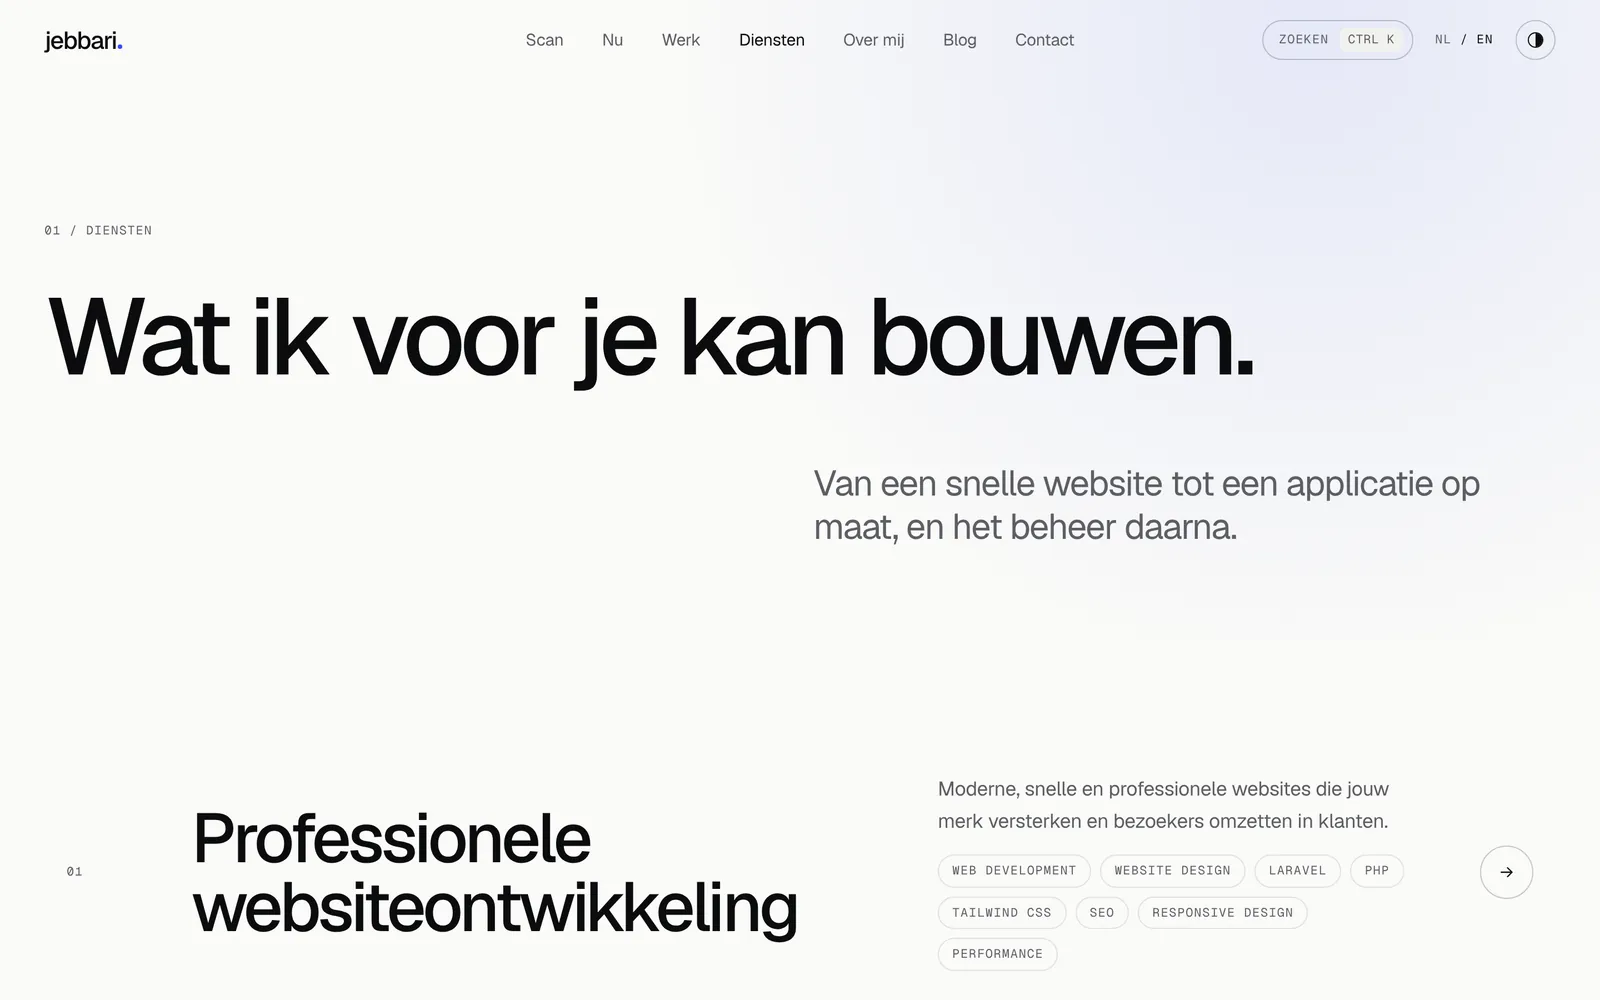 jebbari.
Scan Nu Werk Diensten Over mij Blog Contact
ZOEKEN CTRL K NL / EN
01 / DIENSTEN
Wat ik voor je kan bouwen.
Van een snelle website tot een applicatie op
maat, en het beheer daarna.
01
Professionele
websiteontwikkeling
Moderne, snelle en professionele websites die jouw
merk versterken en bezoekers omzetten in klanten.
WEB DEVELOPMENT WEBSITE DESIGN LARAVEL PHP
TAILWIND CSS SEO RESPONSIVE DESIGN
PERFORMANCE
→